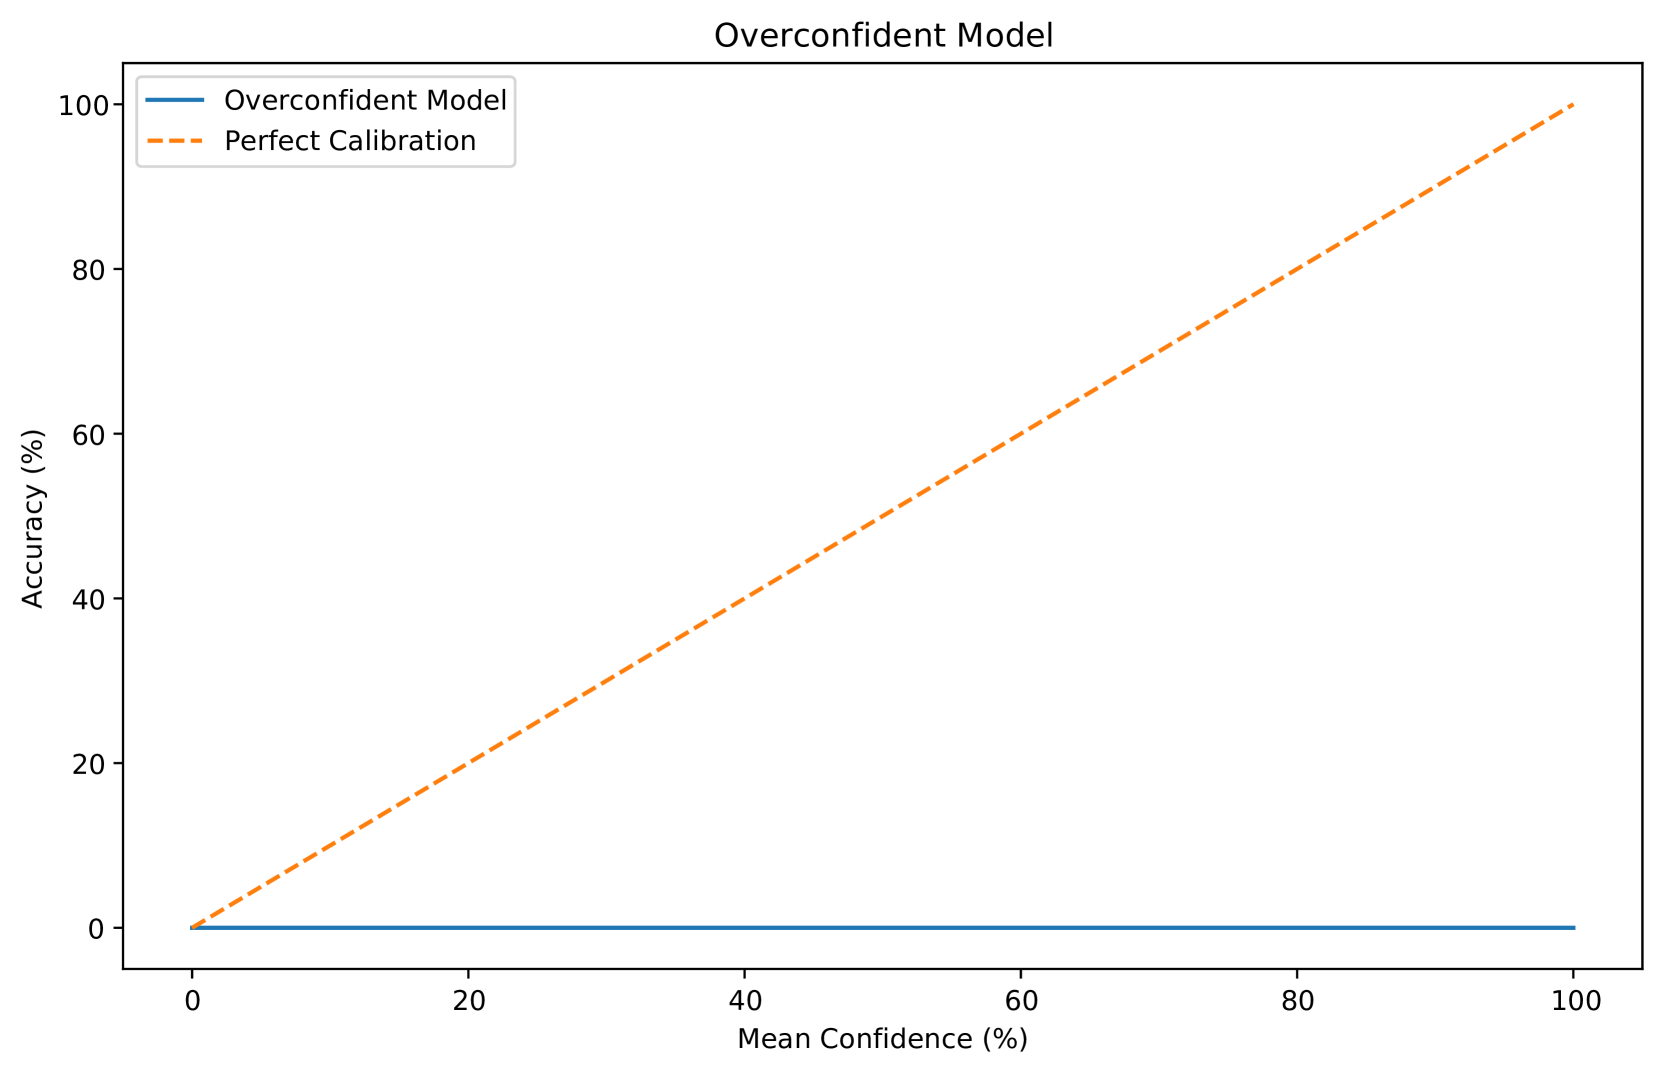 Overconfident Model
Overconfident Model
Perfect Calibration
100
80
60
40
20
0
Accuracy (%)
0 20 40 60 80 100
Mean Confidence (%)